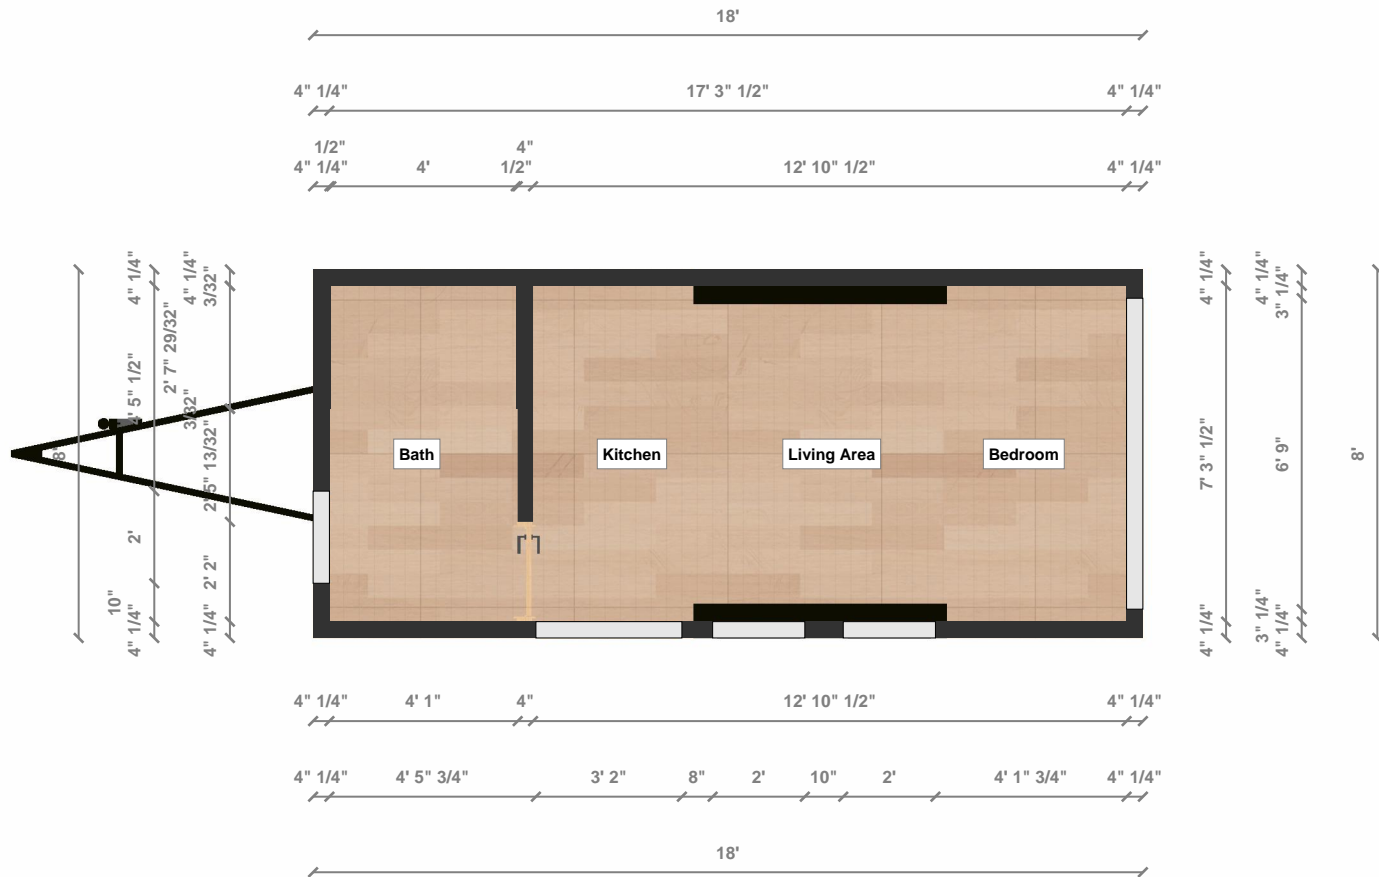 18'
4" 1/4" 17' 3" 1/2" 4" 1/4"
1/2" 4"
4" 1/4" 4' 1/2" 12' 10" 1/2" 4" 1/4"
8'
4" 1/4"
4' 5" 1/2"
2'
10"
4" 1/4"
4" 1/4"
3/32"
2' 7" 29/32"
3/32"
2' 5" 13/32"
2' 2"
4" 1/4"
Bath Kitchen Living Area Bedroom
4" 1/4"
7' 3" 1/2"
4" 1/4"
4" 1/4"
3" 1/4"
6' 9"
3" 1/4"
4" 1/4"
8'
4" 1/4" 4' 1" 4" 12' 10" 1/2" 4" 1/4"
4" 1/4" 4' 5" 3/4" 3' 2" 8" 2' 10" 2' 4' 1" 3/4" 4" 1/4"
18'